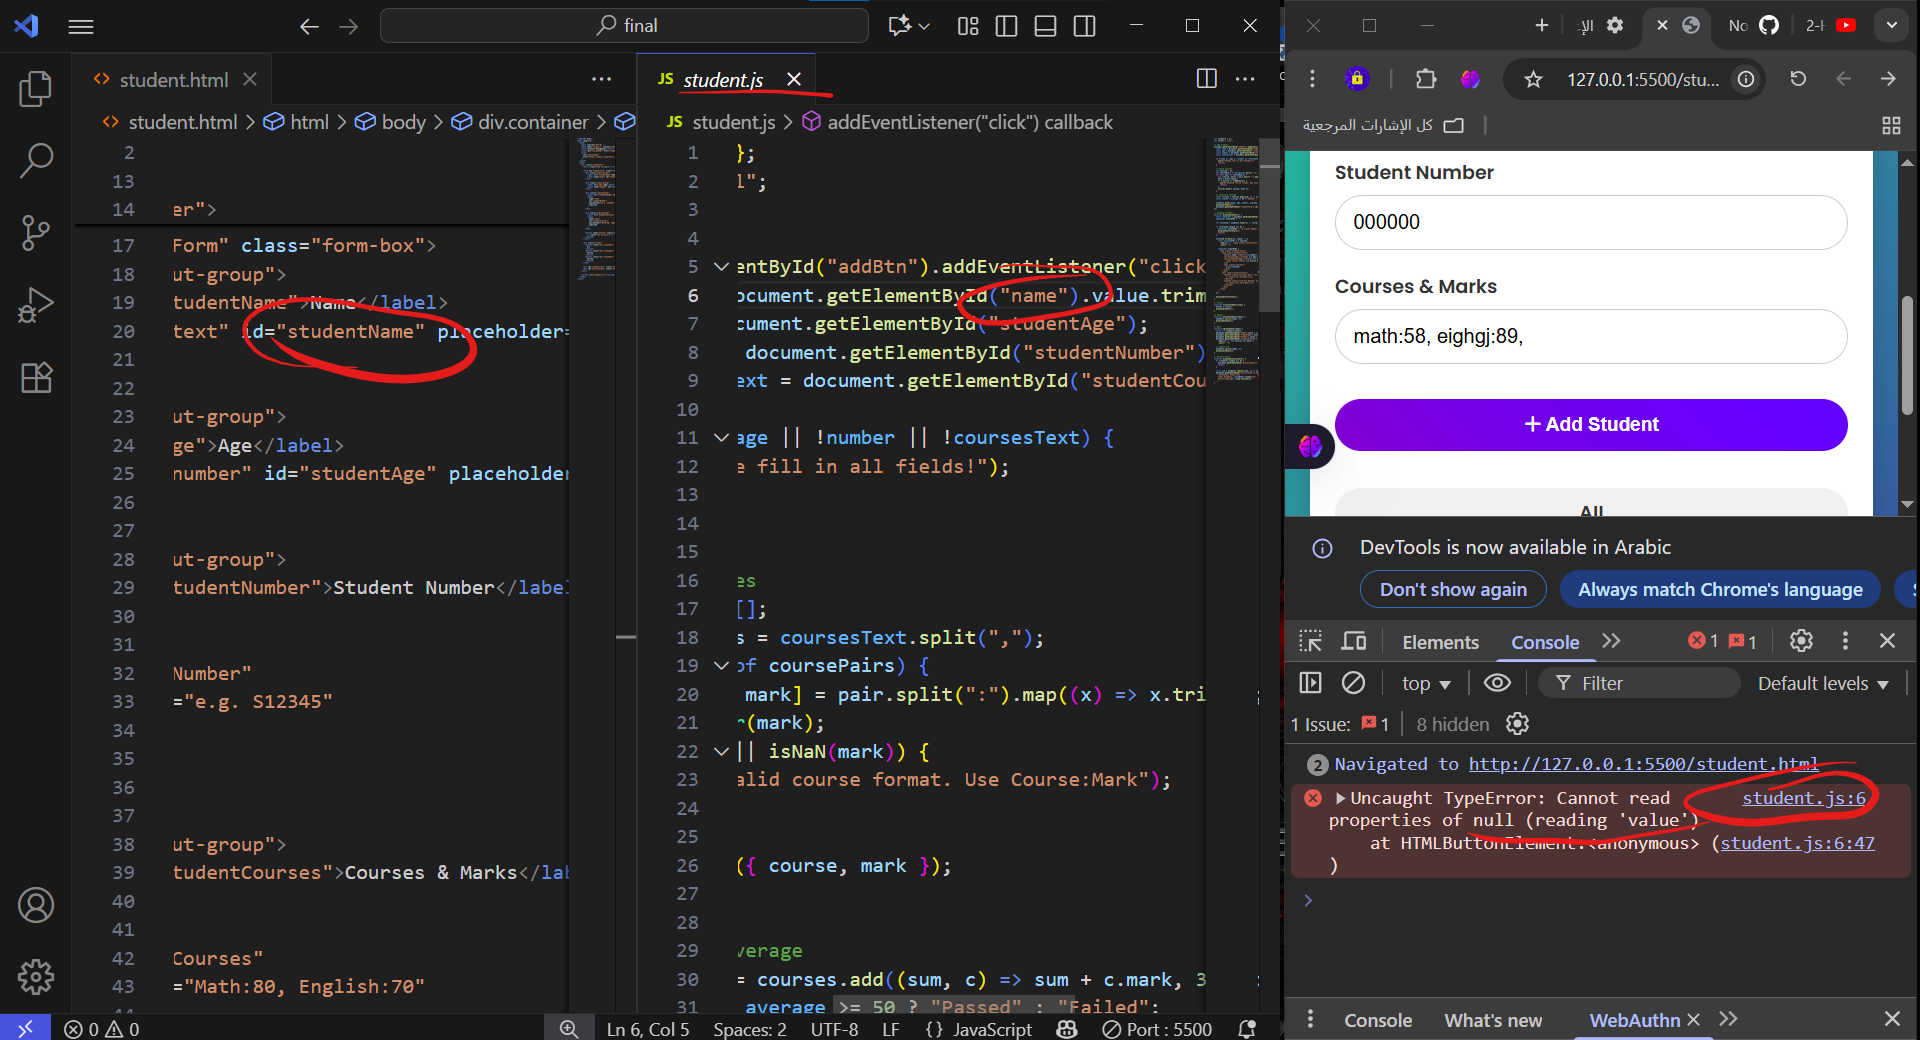 final
student.html
student.html > html > body > div.container >
2
13
14 er">
17 Form" class="form-box">
18 ut-group">
19 tudentName">Name</label>
20 text" id="studentName" placeholder=
21
22
23 ut-group">
24 ge">Age</label>
25 number" id="studentAge" placeholder
26
27
28 ut-group">
29 tudentNumber">Student Number</label
30
31
32 Number"
33 ="e.g. S12345"
34
35
36
37
38 ut-group">
39 tudentCourses">Courses & Marks</lab
40
41
42 Courses"
43 ="Math:80, English:70"
JS student.js
JS student.js > addEventListener("click") callback
1 };
2 l";
3
4
5 entById("addBtn").addEventListener("click
6 ocument.getElementById("name").value.trim
7 cument.getElementById("studentAge");
8 document.getElementById("studentNumber")
9 ext = document.getElementById("studentCou
10
11 age || !number || !coursesText) {
12 e fill in all fields!");
13
14
15
16 es
17 [];
18 s = coursesText.split(",");
19 of coursePairs) {
20 mark] = pair.split(":").map((x) => x.tri
21 r(mark);
22 || isNaN(mark)) {
23 alid course format. Use Course:Mark");
24
25
26 ({ course, mark });
27
28
29 verage
30 = courses.add((sum, c) => sum + c.mark, 3
31 average >= 50 ? "Passed" : "Failed";
0 0
Ln 6, Col 5 Spaces: 2 UTF-8 LF {} JavaScript Port : 5500
الإ No 2-
127.0.0.1:5500/stu...
كل الإشارات المرجعية
Student Number
000000
Courses & Marks
math:58, eighgj:89,
+ Add Student
All
DevTools is now available in Arabic
Don't show again Always match Chrome's language S
Elements Console 1 1
top Filter Default levels
1 Issue: 1 8 hidden
2 Navigated to http://127.0.0.1:5500/student.html
Uncaught TypeError: Cannot read student.js:6
properties of null (reading 'value')
at HTMLButtonElement.<anonymous> (student.js:6:47
)
Console What's new WebAuthn